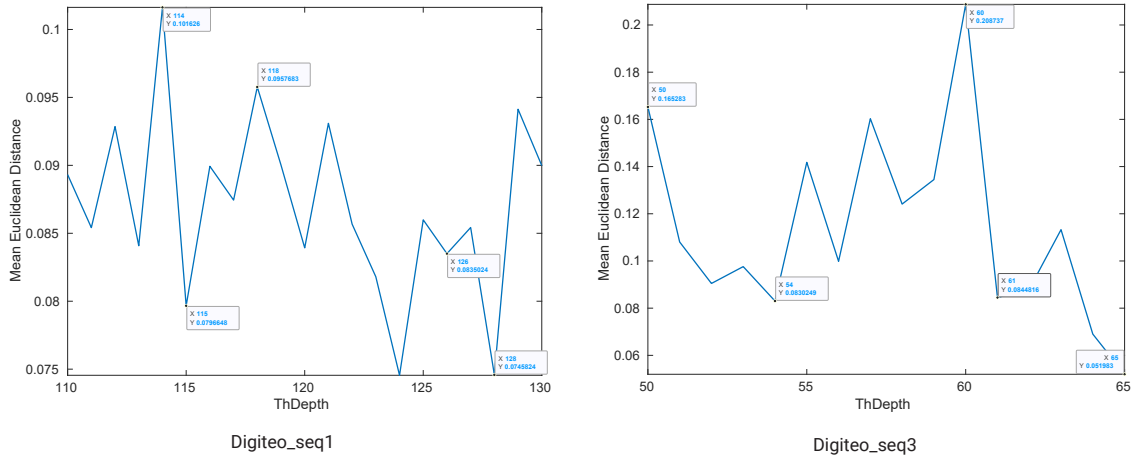 0.1
0.095
0.09
0.085
0.08
0.075
Mean Euclidean Distance
X 114
Y 0.101626
X 118
Y 0.0957683
X 115
Y 0.0796648
X 126
Y 0.0835024
X 128
Y 0.0745824
110
115
120
125
130
ThDepth
Digiteo_seq1
0.2
0.18
0.16
0.14
0.12
0.1
0.08
0.06
Mean Euclidean Distance
X 50
Y 0.165283
X 60
Y 0.208737
X 54
Y 0.0830249
X 61
Y 0.0844816
X 65
Y 0.051983
50
55
60
65
ThDepth
Digiteo_seq3